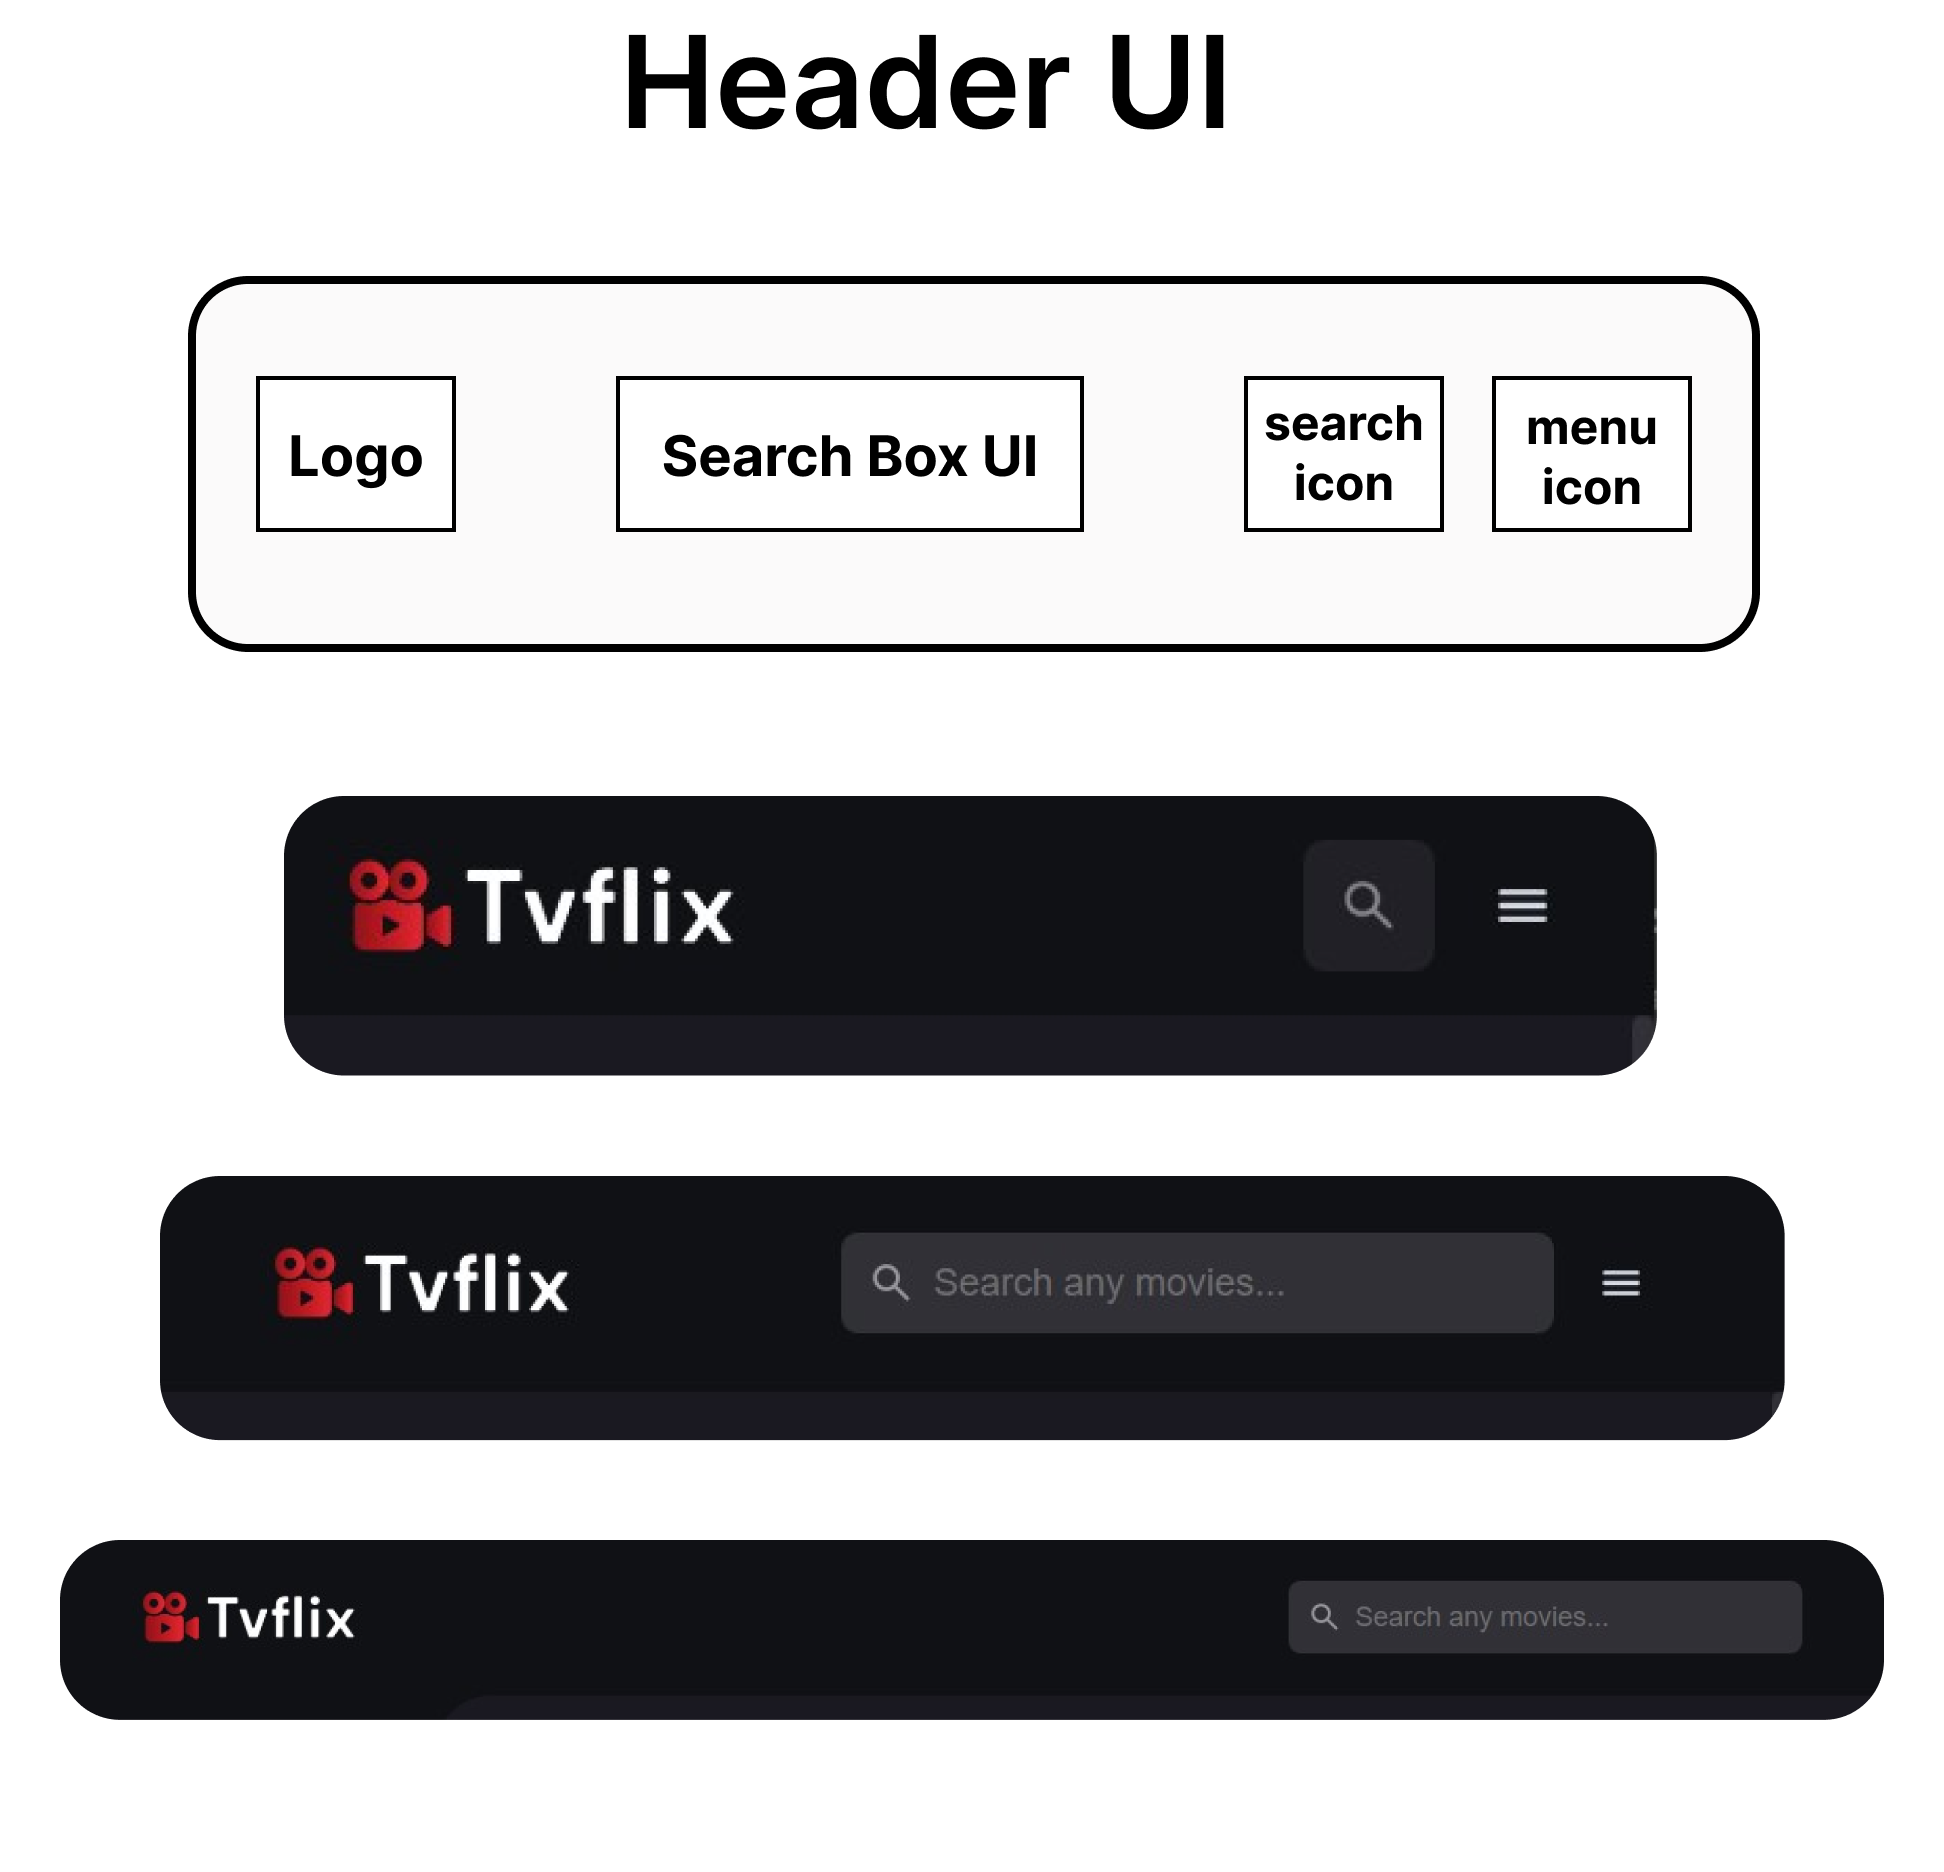 Header UI
Logo
Search Box UI
search
icon
menu
icon
Tvflix
Tvflix
Search any movies...
Tvflix
Search any movies...